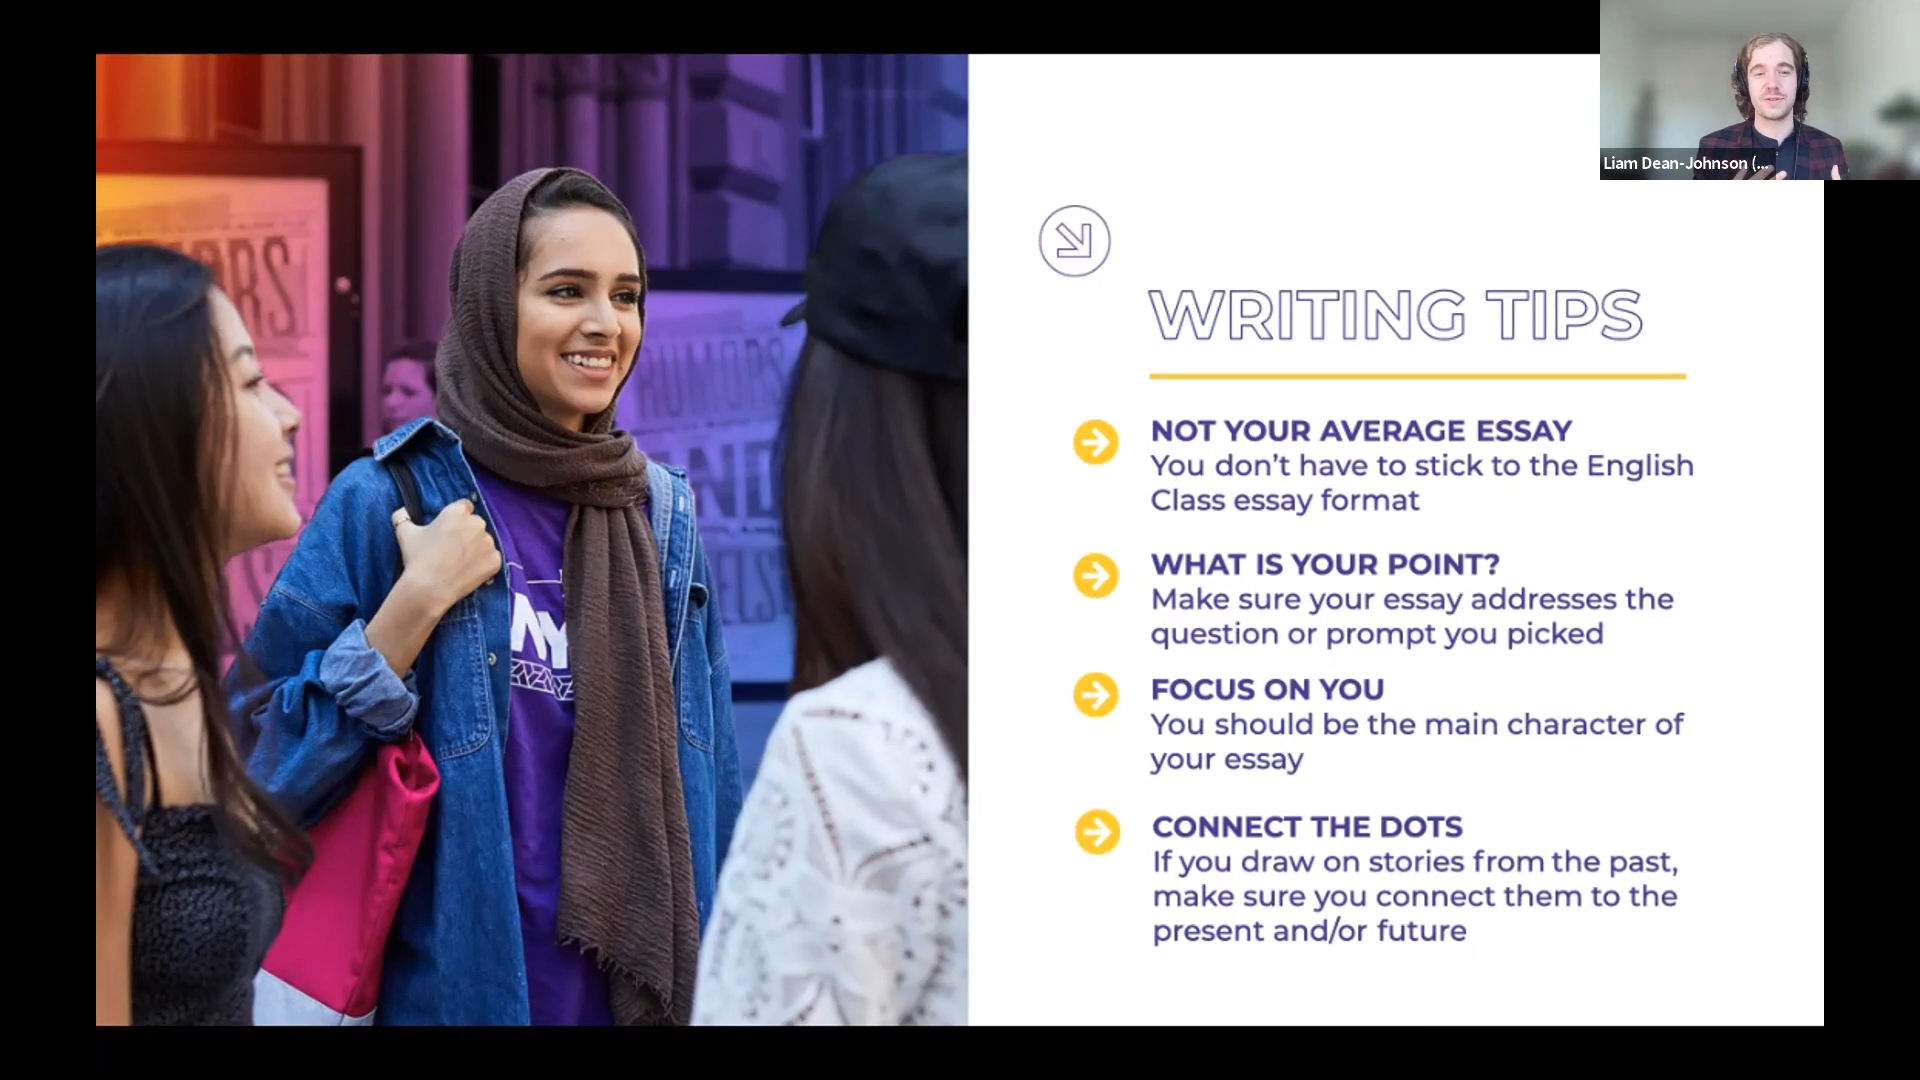 Liam Dean-Johnson (...
WRITING TIPS
NOT YOUR AVERAGE ESSAY
You don't have to stick to the English
Class essay format
WHAT IS YOUR POINT?
Make sure your essay addresses the
question or prompt you picked
FOCUS ON YOU
You should be the main character of
your essay
CONNECT THE DOTS
If you draw on stories from the past,
make sure you connect them to the
present and/or future
RUMORS
AND
NY